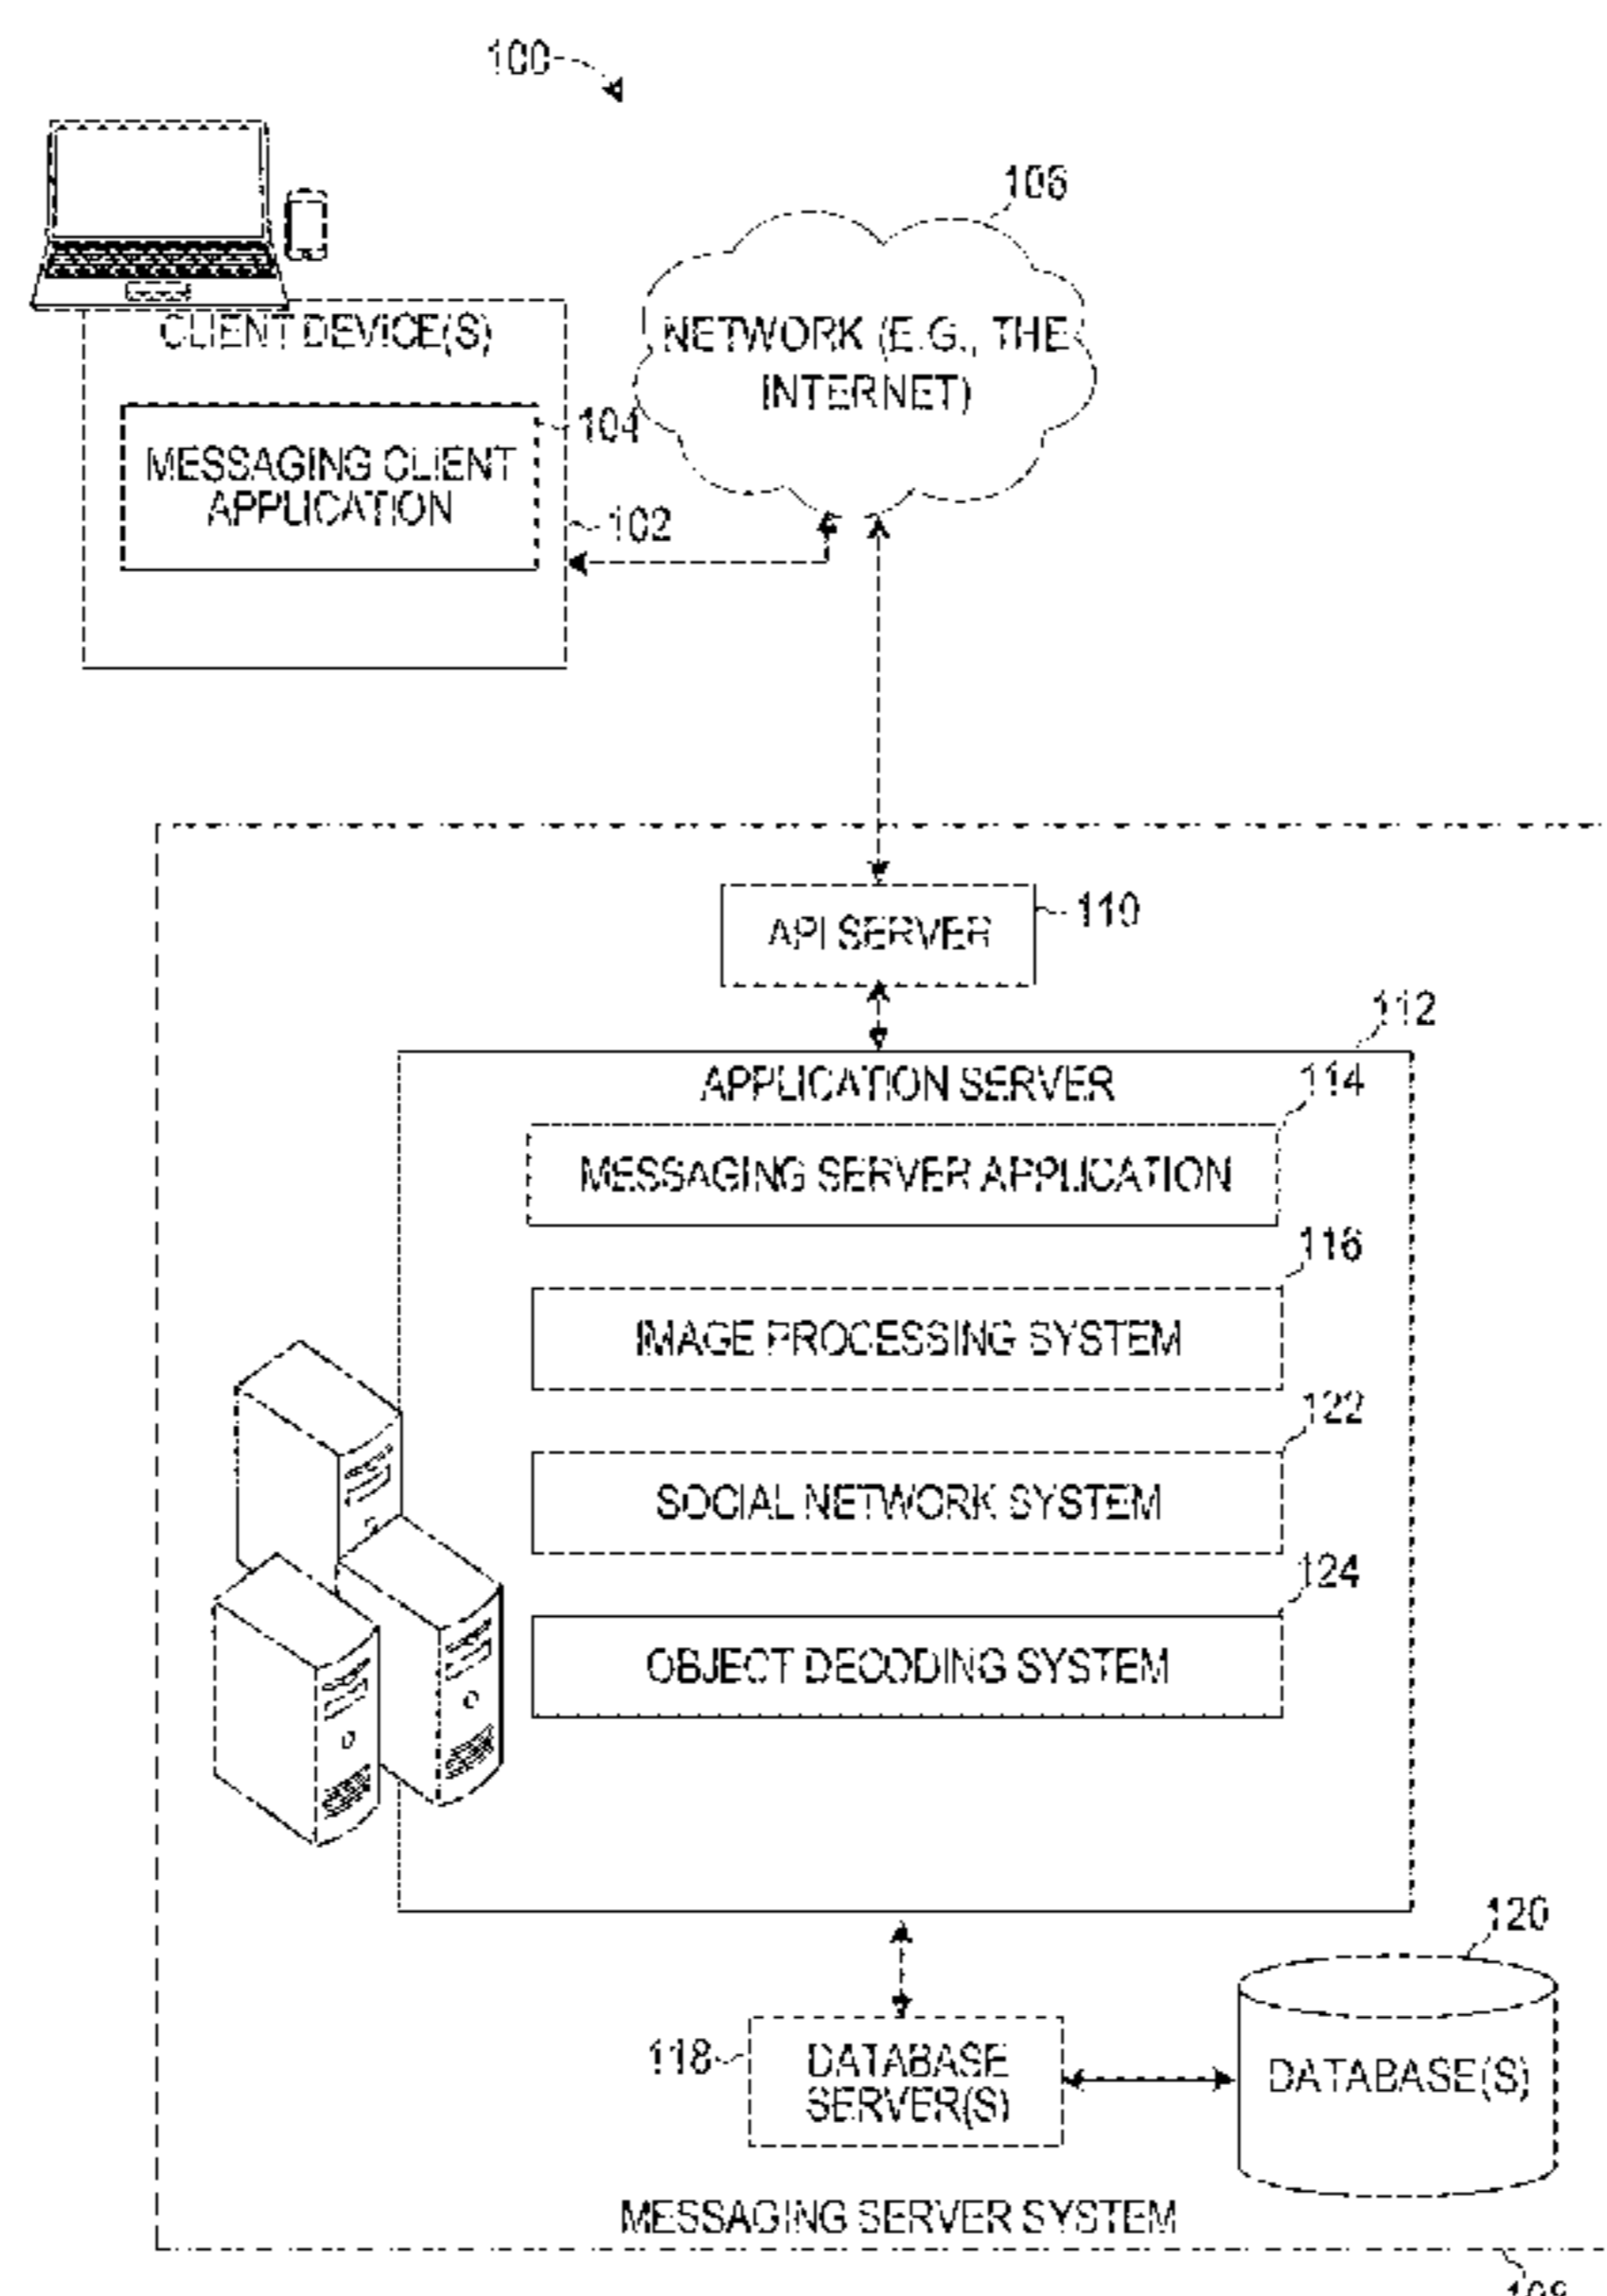 100
106
CLIENT DEVICE(S)
NETWORK (E.G., THE
INTERNET)
104
MESSAGING CLIENT
APPLICATION
102
API SERVER
110
112
APPLICATION SERVER
114
MESSAGING SERVER APPLICATION
116
IMAGE PROCESSING SYSTEM
122
SOCIAL NETWORK SYSTEM
124
OBJECT DECODING SYSTEM
120
118
DATABASE
SERVER(S)
DATABASE(S)
MESSAGING SERVER SYSTEM